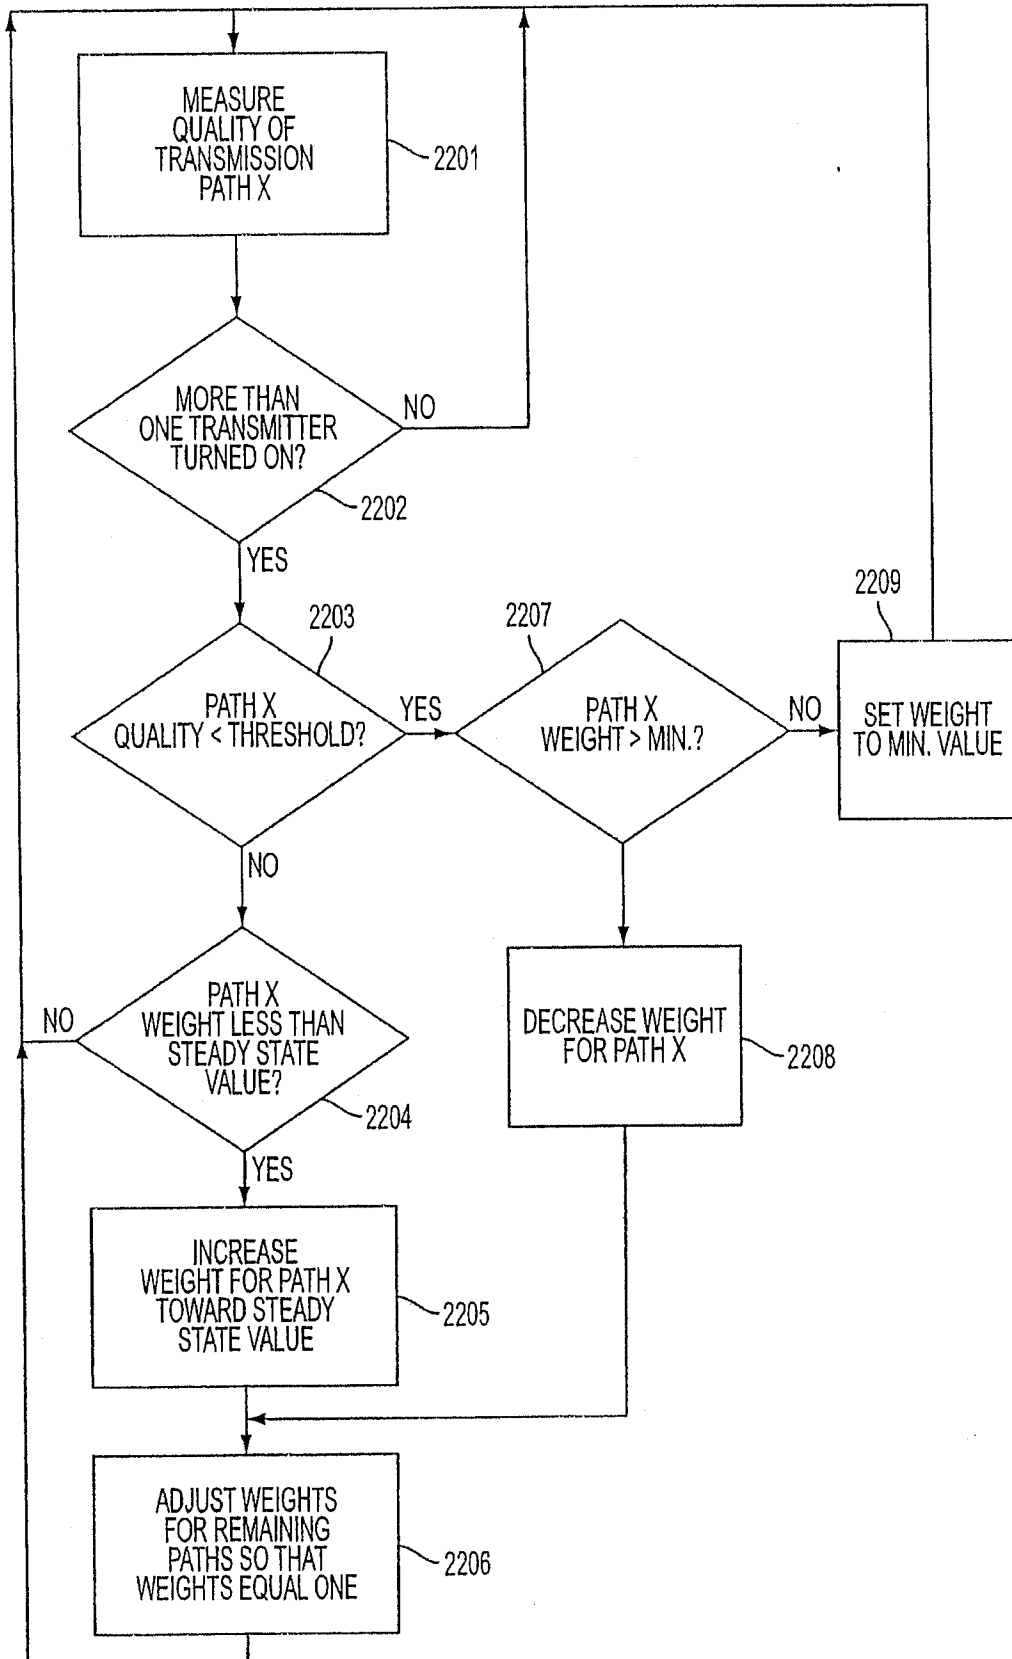 MEASURE
QUALITY OF
TRANSMISSION
PATH X
2201
MORE THAN
ONE TRANSMITTER
TURNED ON?
NO
2202
YES
2203
PATH X
QUALITY < THRESHOLD?
YES
2207
PATH X
WEIGHT > MIN.?
NO
2209
SET WEIGHT
TO MIN. VALUE
NO
PATH X
WEIGHT LESS THAN
STEADY STATE
VALUE?
NO
2204
DECREASE WEIGHT
FOR PATH X
2208
YES
INCREASE
WEIGHT FOR PATH X
TOWARD STEADY
STATE VALUE
2205
ADJUST WEIGHTS
FOR REMAINING
PATHS SO THAT
WEIGHTS EQUAL ONE
2206